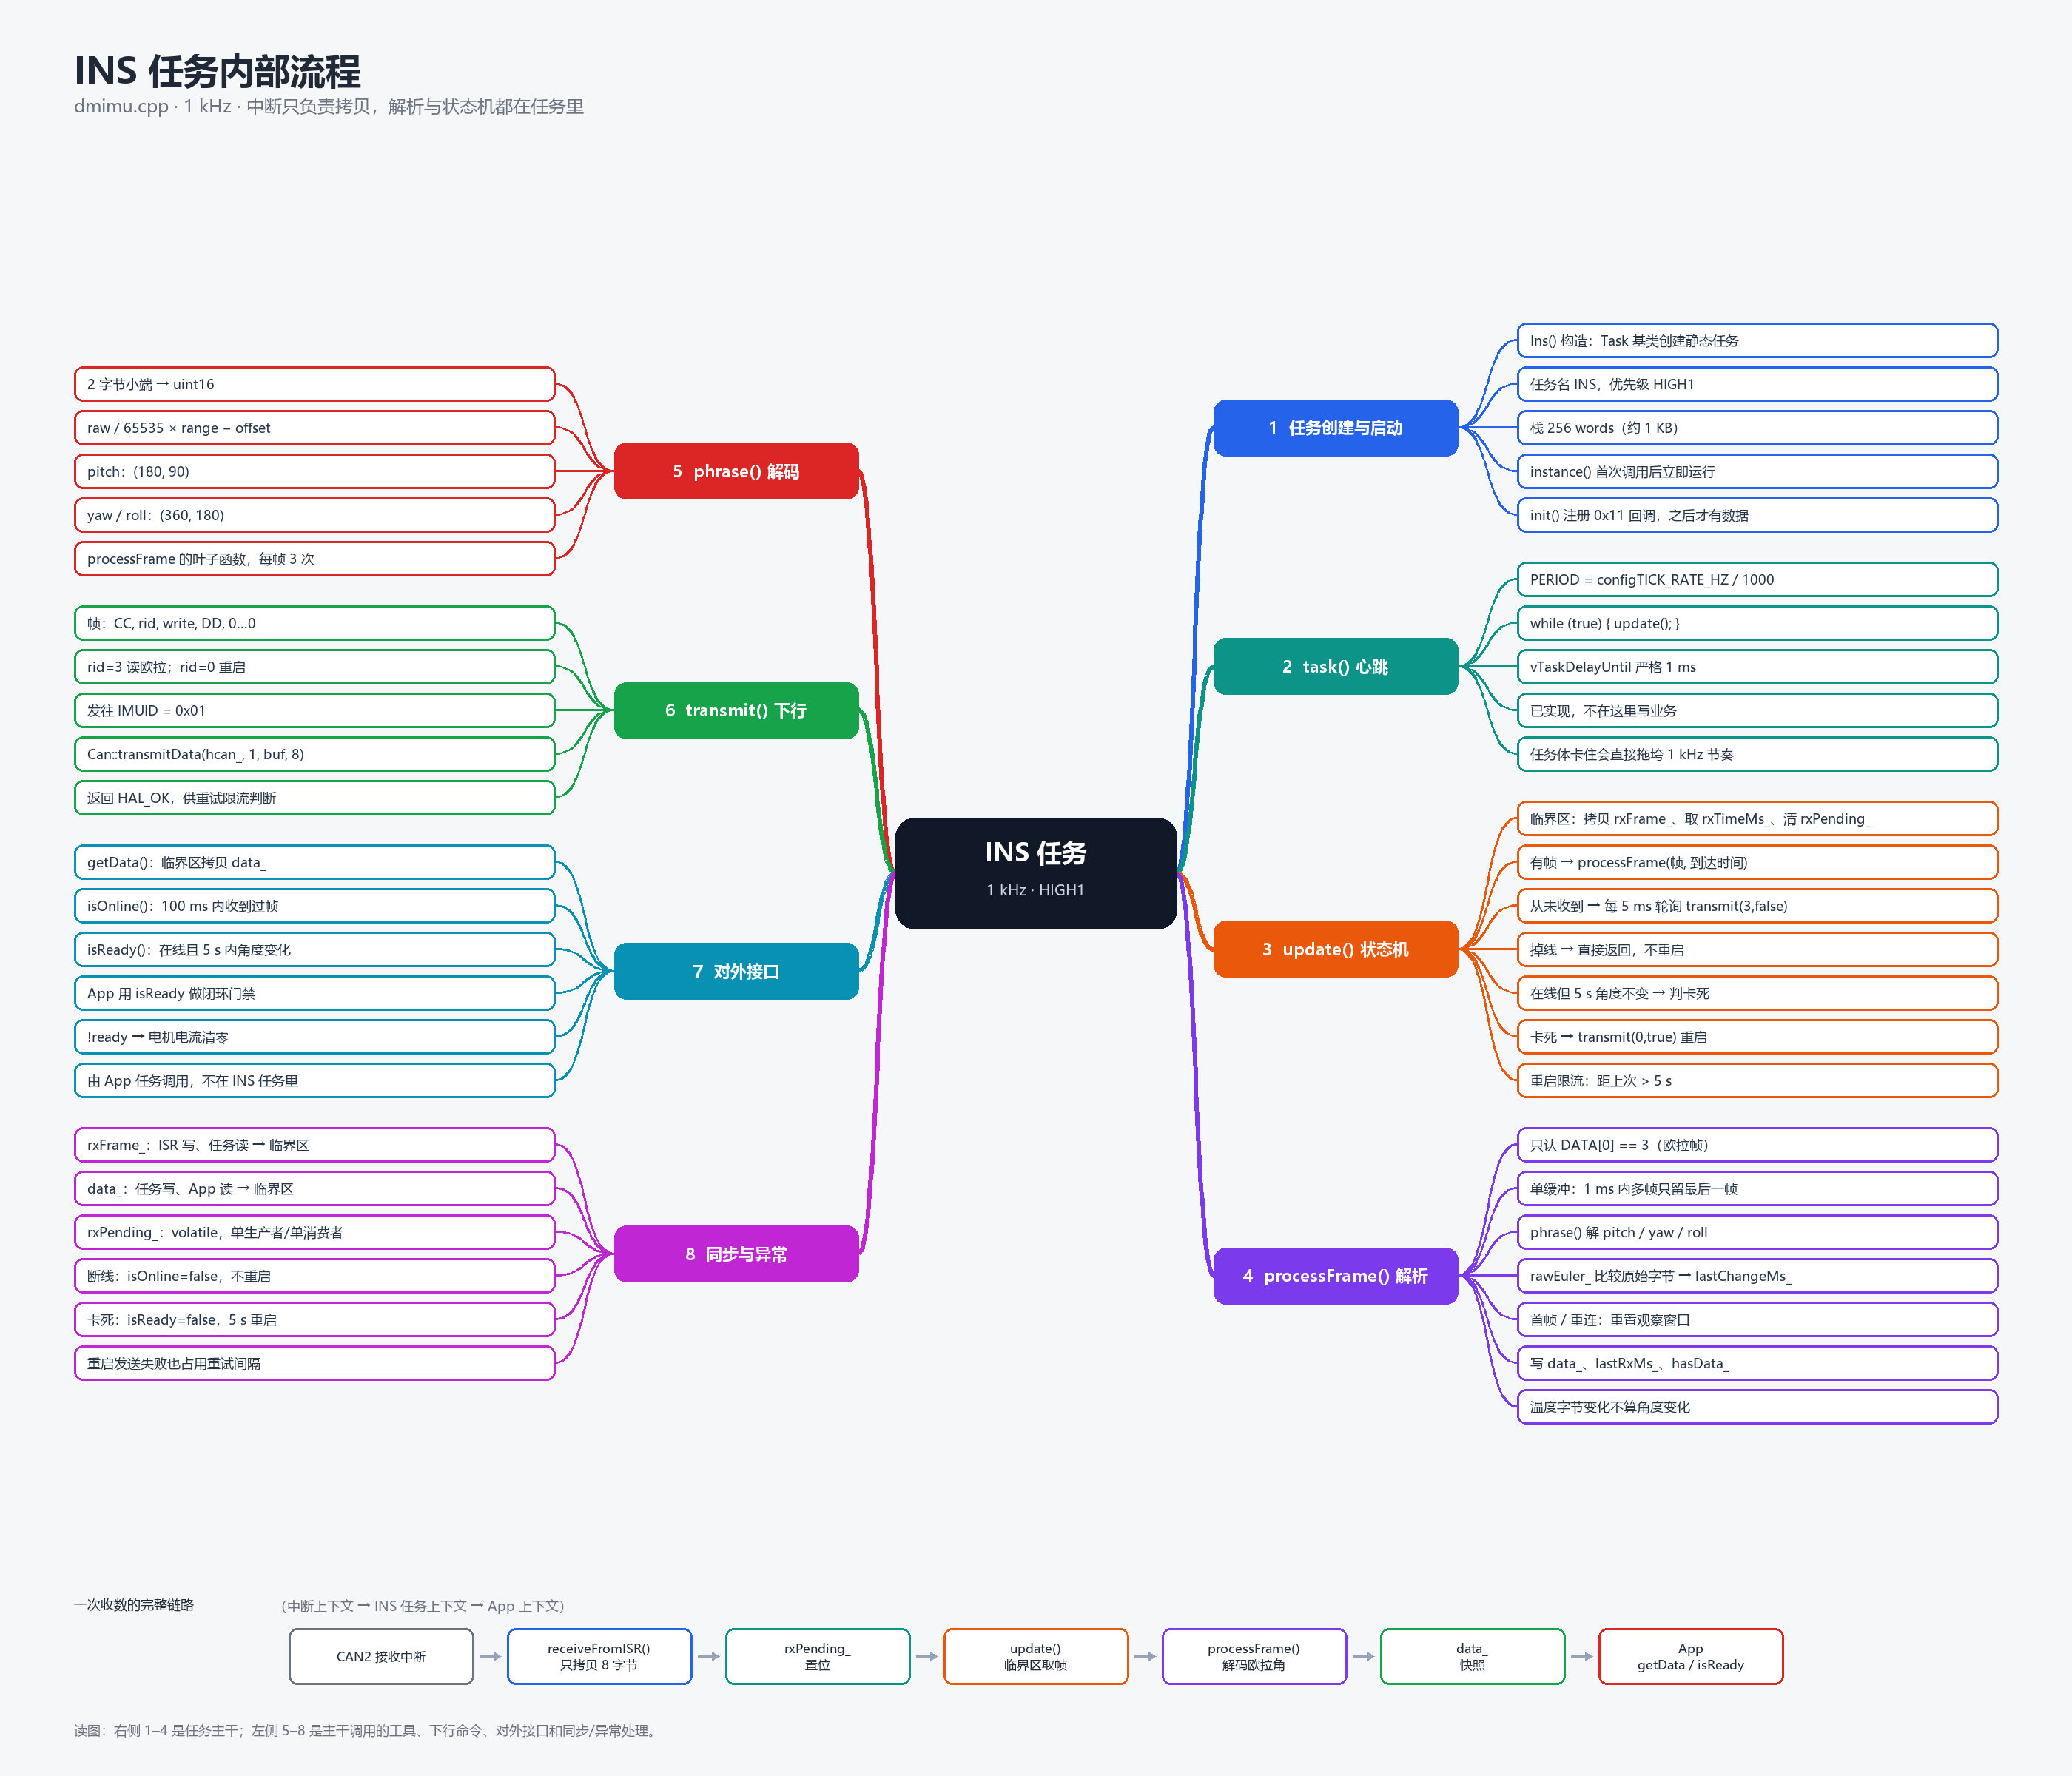 INS 任务内部流程
dmimu.cpp · 1 kHz · 中断只负责拷贝，解析与状态机都在任务里
INS 任务
1 kHz · HIGH1
1 任务创建与启动
Ins() 构造：Task 基类创建静态任务
任务名 INS，优先级 HIGH1
栈 256 words（约 1 KB）
instance() 首次调用后立即运行
init() 注册 0x11 回调，之后才有数据
2 task() 心跳
PERIOD = configTICK_RATE_HZ / 1000
while (true) { update(); }
vTaskDelayUntil 严格 1 ms
已实现，不在这里写业务
任务体卡住会直接拖垮 1 kHz 节奏
3 update() 状态机
临界区：拷贝 rxFrame_、取 rxTimeMs_、清 rxPending_
有帧 → processFrame(帧, 到达时间)
从未收到 → 每 5 ms 轮询 transmit(3,false)
掉线 → 直接返回，不重启
在线但 5 s 角度不变 → 判卡死
卡死 → transmit(0,true) 重启
重启限流：距上次 > 5 s
4 processFrame() 解析
只认 DATA[0] == 3（欧拉帧）
单缓冲：1 ms 内多帧只留最后一帧
phrase() 解 pitch / yaw / roll
rawEuler_ 比较原始字节 → lastChangeMs_
首帧 / 重连：重置观察窗口
写 data_、lastRxMs_、hasData_
温度字节变化不算角度变化
5 phrase() 解码
2 字节小端 → uint16
raw / 65535 × range − offset
pitch：(180, 90)
yaw / roll：(360, 180)
processFrame 的叶子函数，每帧 3 次
6 transmit() 下行
帧：CC, rid, write, DD, 0…0
rid=3 读欧拉；rid=0 重启
发往 IMUID = 0x01
Can::transmitData(hcan_, 1, buf, 8)
返回 HAL_OK，供重试限流判断
7 对外接口
getData()：临界区拷贝 data_
isOnline()：100 ms 内收到过帧
isReady()：在线且 5 s 内角度变化
App 用 isReady 做闭环门禁
!ready → 电机电流清零
由 App 任务调用，不在 INS 任务里
8 同步与异常
rxFrame_：ISR 写、任务读 → 临界区
data_：任务写、App 读 → 临界区
rxPending_：volatile，单生产者/单消费者
断线：isOnline=false，不重启
卡死：isReady=false，5 s 重启
重启发送失败也占用重试间隔
一次收数的完整链路
（中断上下文 → INS 任务上下文 → App 上下文）
CAN2 接收中断
receiveFromISR()
只拷贝 8 字节
rxPending_
置位
update()
临界区取帧
processFrame()
解码欧拉角
data_
快照
App
getData / isReady
读图：右侧 1–4 是任务主干；左侧 5–8 是主干调用的工具、下行命令、对外接口和同步/异常处理。